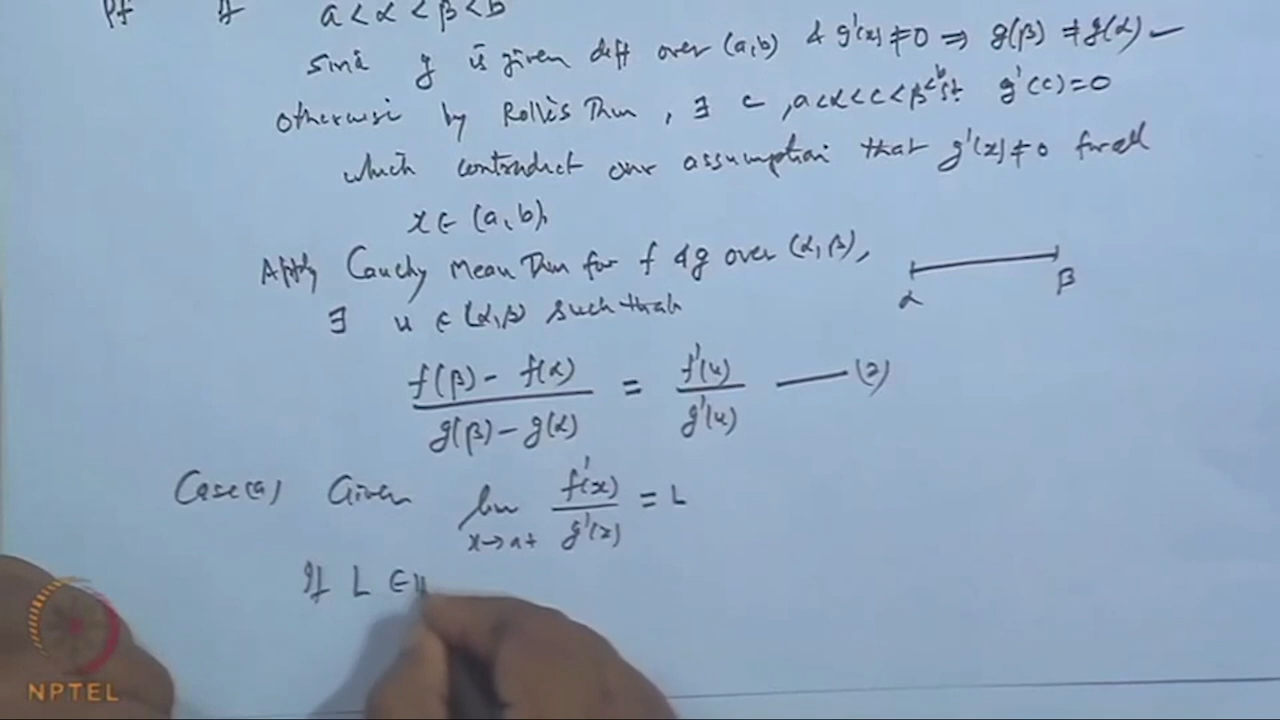 Pf If a < α < β < b
since g is given diff over (a,b) & g'(x) ≠ 0 ⇒ g(β) ≠ g(α) —
otherwise by Rolle's Thm, ∃ c, a<α<c<β<b st. g'(c)=0
which contradict our assumption that g'(x) ≠ 0 for all
x ∈ (a,b).
Apply Cauchy Mean Thm for f & g over (α,β),
α β
∃ u ∈ (α,β) such that
f(β) - f(α) / g(β) - g(α) = f'(u) / g'(u) —— (2)
Case(a) Given lim x→a+ f'(x) / g'(x) = L
If L ∈
NPTEL